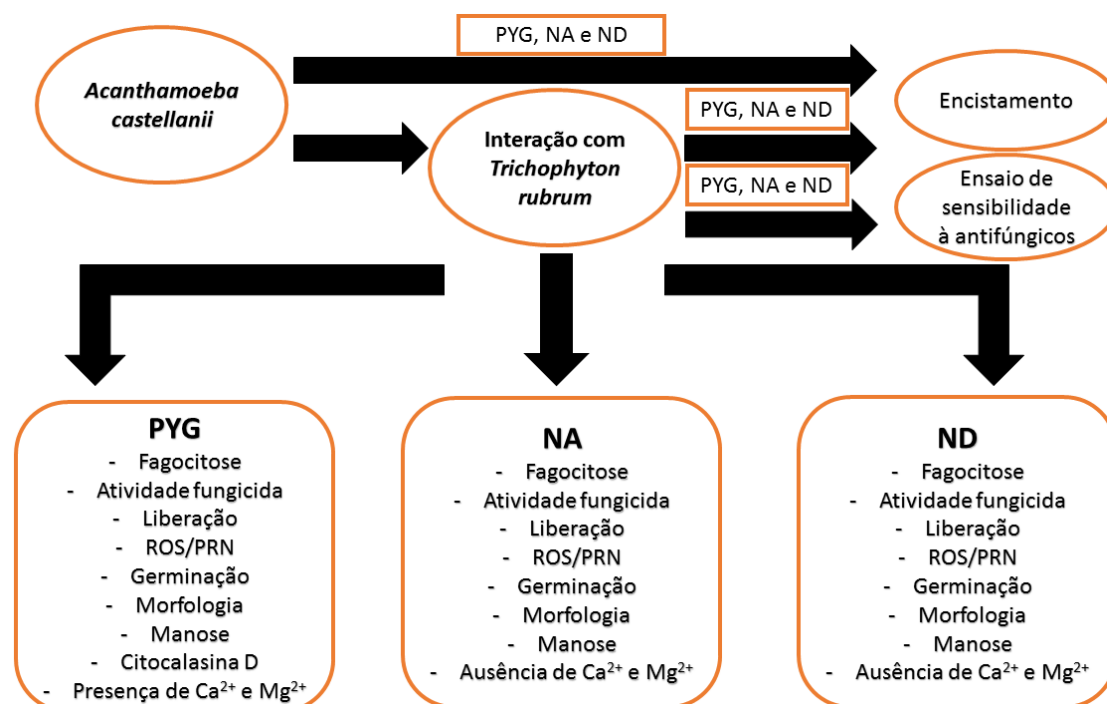 PYG, NA e ND
Acanthamoeba
castellanii
Encistamento
PYG, NA e ND
Interação com
Trichophyton
rubrum
PYG, NA e ND
Ensaio de
sensibilidade
à antifúngicos
PYG
- Fagocitose
- Atividade fungicida
- Liberação
- ROS/PRN
- Germinação
- Morfologia
- Manose
- Citocalasina D
- Presença de Ca²⁺ e Mg²⁺
NA
- Fagocitose
- Atividade fungicida
- Liberação
- ROS/PRN
- Germinação
- Morfologia
- Manose
- Ausência de Ca²⁺ e Mg²⁺
ND
- Fagocitose
- Atividade fungicida
- Liberação
- ROS/PRN
- Germinação
- Morfologia
- Manose
- Ausência de Ca²⁺ e Mg²⁺